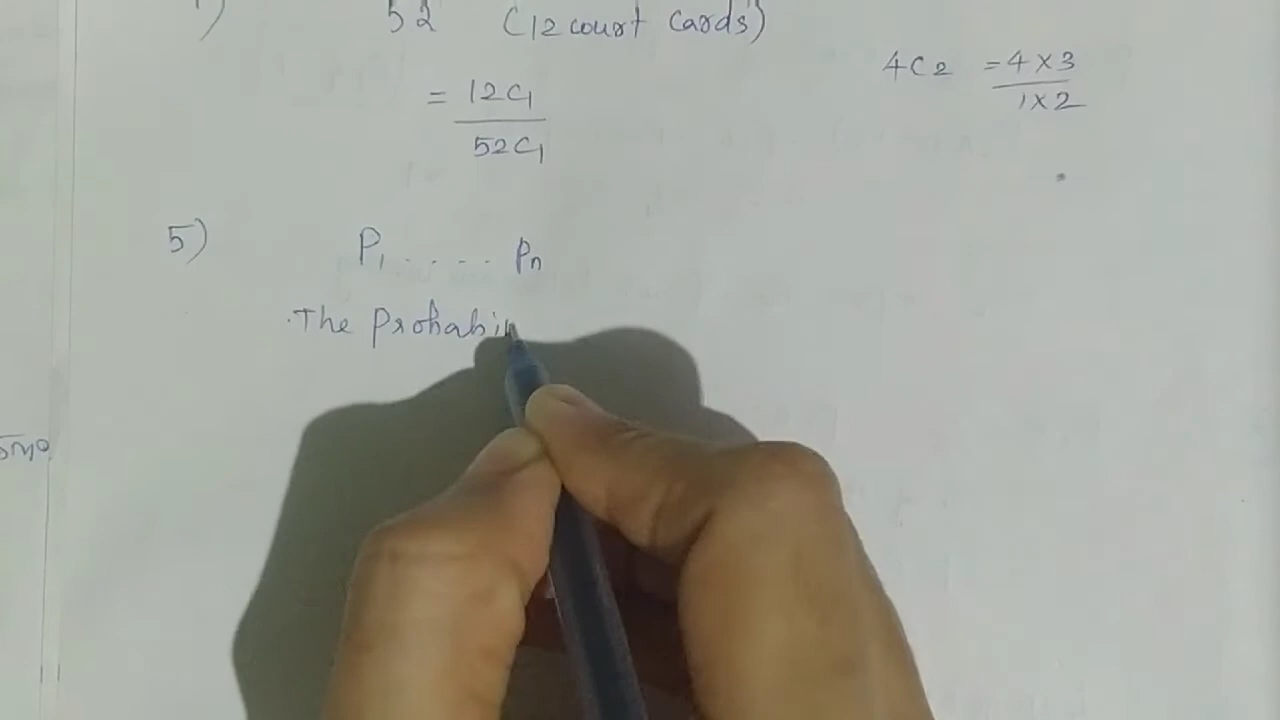 52 (12 court cards)
4C2 = 4 x 3
1 x 2
= 12C1
52C1
5) P1 ..... Pn
The Probabi